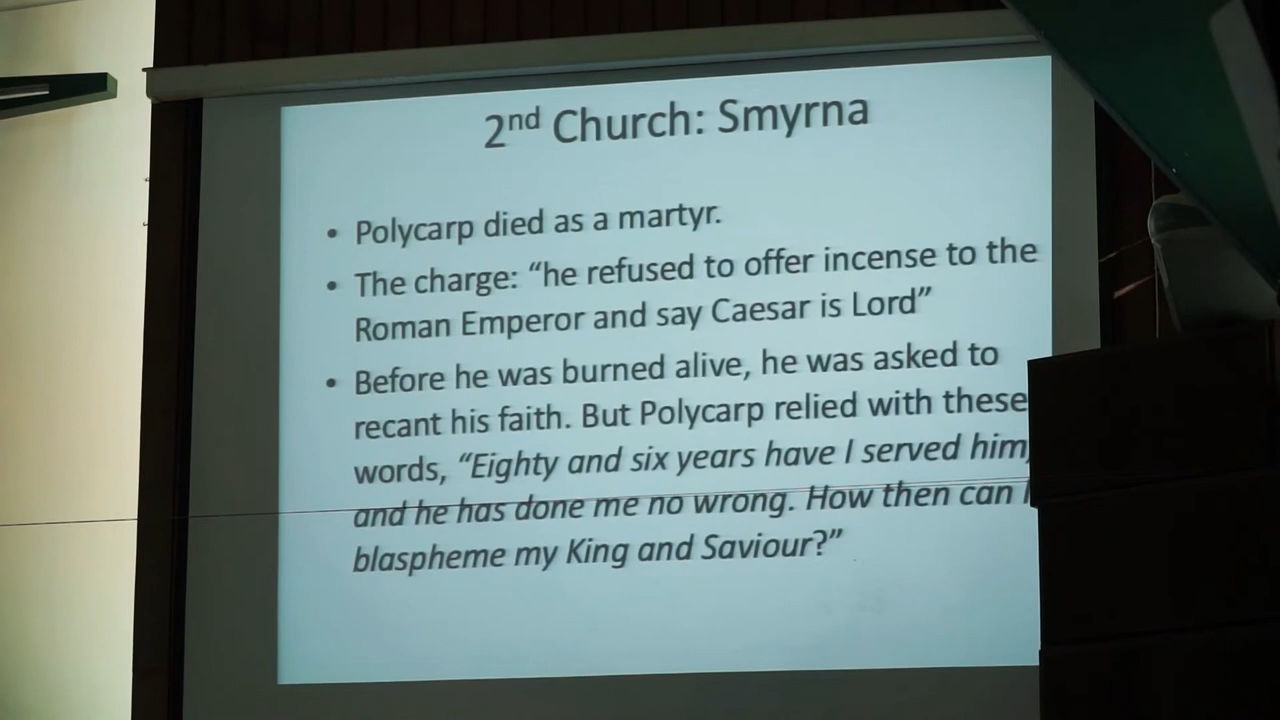 2nd Church: Smyrna
• Polycarp died as a martyr.
• The charge: “he refused to offer incense to the
Roman Emperor and say Caesar is Lord”
• Before he was burned alive, he was asked to
recant his faith. But Polycarp relied with these
words, “Eighty and six years have I served him,
and he has done me no wrong. How then can I
blaspheme my King and Saviour?”